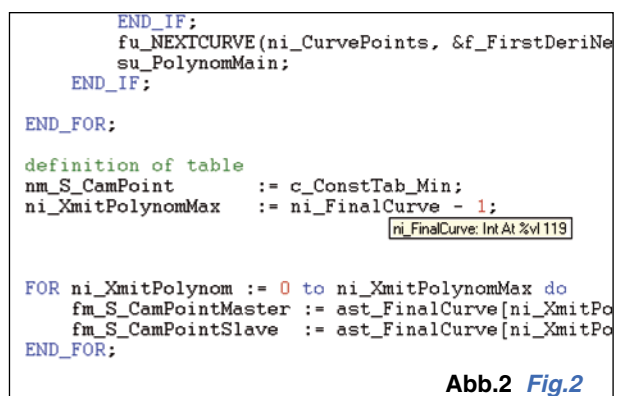 END_IF;
fu_NEXTCURVE(ni_CurvePoints, &f_FirstDeriNe
su_PolynomMain;
END_IF;
END_FOR;
definition of table
nm_S_CamPoint := c_ConstTab_Min;
ni_XmitPolynomMax := ni_FinalCurve - 1;
ni_FinalCurve: Int At %vl 119
FOR ni_XmitPolynom := 0 to ni_XmitPolynomMax do
fm_S_CamPointMaster := ast_FinalCurve[ni_XmitPo
fm_S_CamPointSlave := ast_FinalCurve[ni_XmitPo
END_FOR;
Abb.2 Fig.2